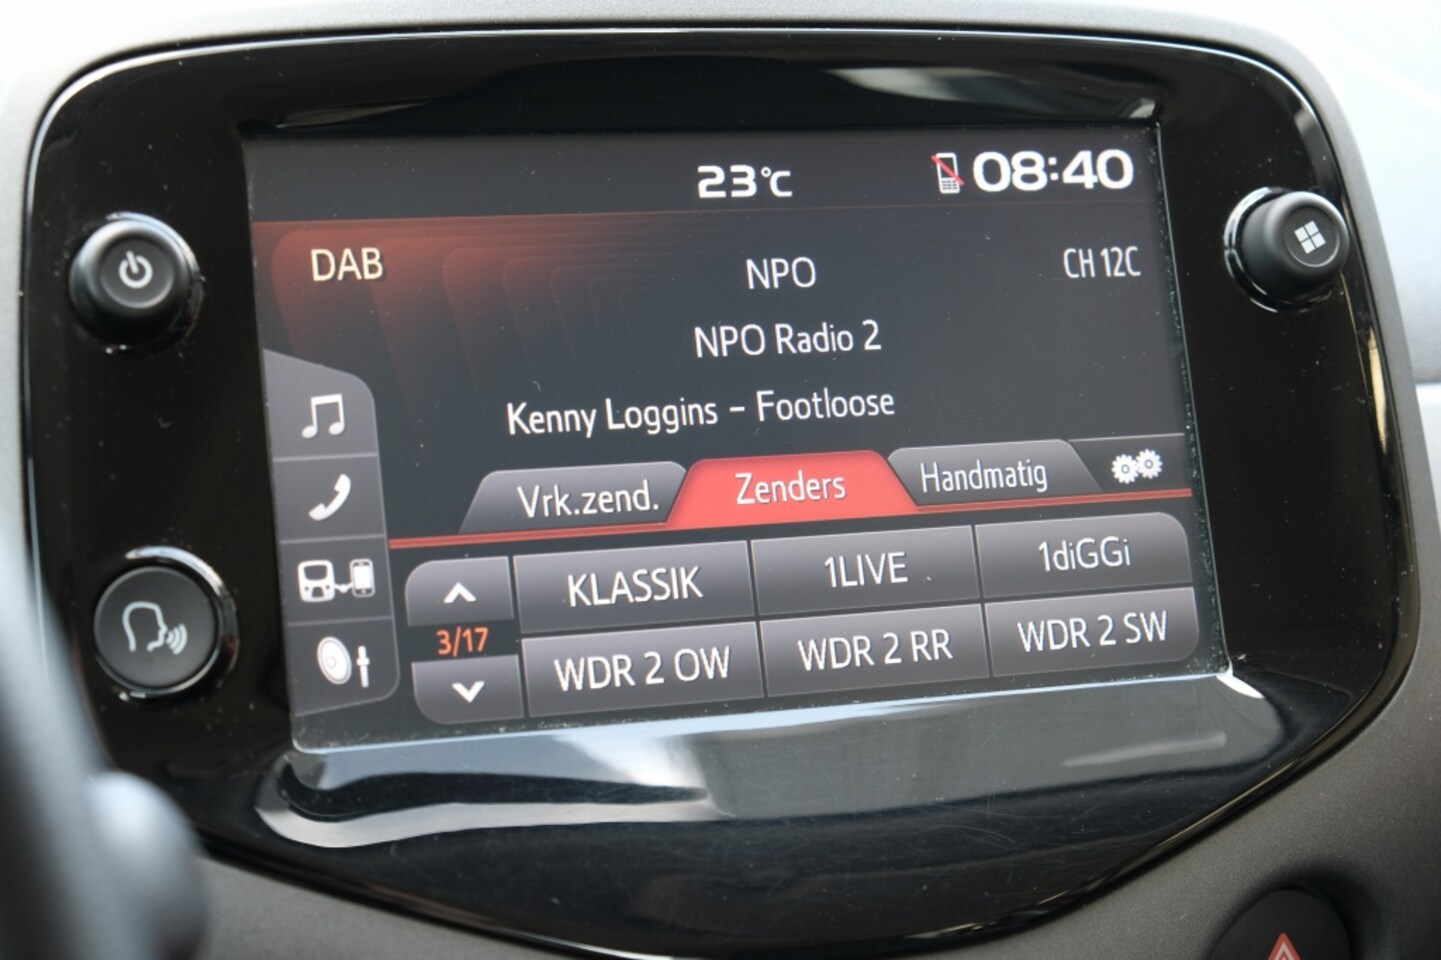 23°C 08:40
DAB NPO CH 12C
NPO Radio 2
Kenny Loggins - Footloose
Vrk.zend. Zenders Handmatig
KLASSIK 1LIVE 1diGGi
3/17
WDR 2 OW WDR 2 RR WDR 2 SW